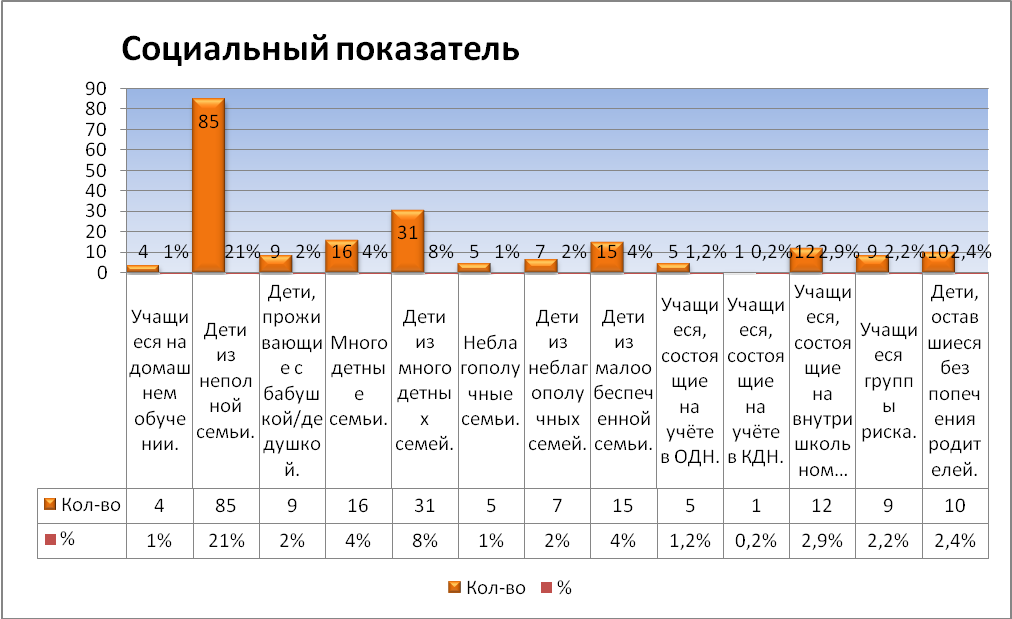 Социальный показатель
90
80
70
60
50
40
30
20
10
0
4 1% 85 21% 9 2% 16 4% 31 8% 5 1% 7 2% 15 4% 5 1,2% 1 0,2% 12 2,9% 9 2,2% 10 2,4%
Учащи
еся на
домаш
нем
обуче
нии.
Дети
из
непол
ной
семьи.
Дети,
прожи
вающи
е с
бабуш
кой/де
душко
й.
Много
детны
е
семьи.
Дети
из
много
детны
х
семей.
Небла
гополу
чные
семьи.
Дети
из
неблаг
ополу
чных
семей.
Дети
из
малоо
беспеч
енной
семьи.
Учащи
еся,
состоя
щие
на
учёте
в ОДН.
Учащи
еся,
состоя
щие
на
учёте
в КДН.
Учащи
еся,
состоя
щие
на
внутри
школь
ном...
Учащи
еся
групп
ы
риска.
Дети,
остав
шиеся
без
попече
ния
родит
елей.
Кол-во 4 85 9 16 31 5 7 15 5 1 12 9 10
% 1% 21% 2% 4% 8% 1% 2% 4% 1,2% 0,2% 2,9% 2,2% 2,4%
Кол-во %